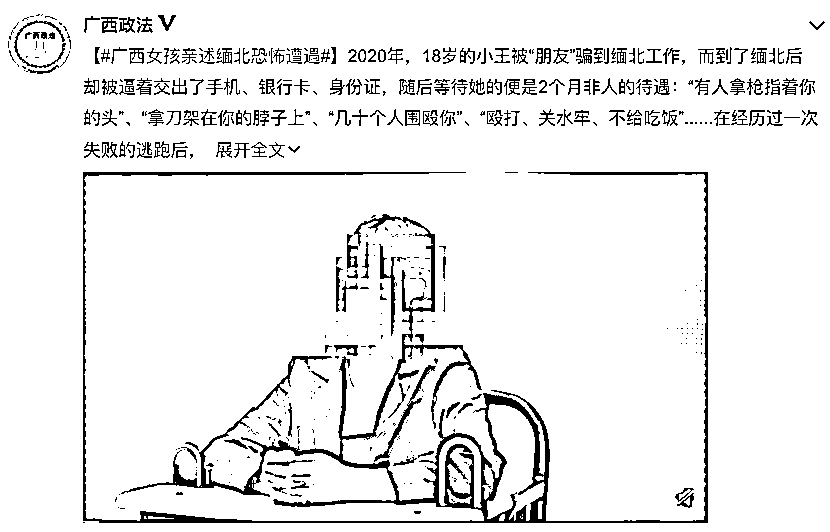 广西政法
广西政法 V
【#广西女孩亲述缅北恐怖遭遇#】2020年，18岁的小王被“朋友”骗到缅北工作，而到了缅北后
却被逼着交出了手机、银行卡、身份证，随后等待她的便是2个月非人的待遇：“有人拿枪指着你
的头”、“拿刀架在你的脖子上”、“几十个人围殴你”、“殴打、关水牢、不给吃饭”......在经历过一次
失败的逃跑后， 展开全文